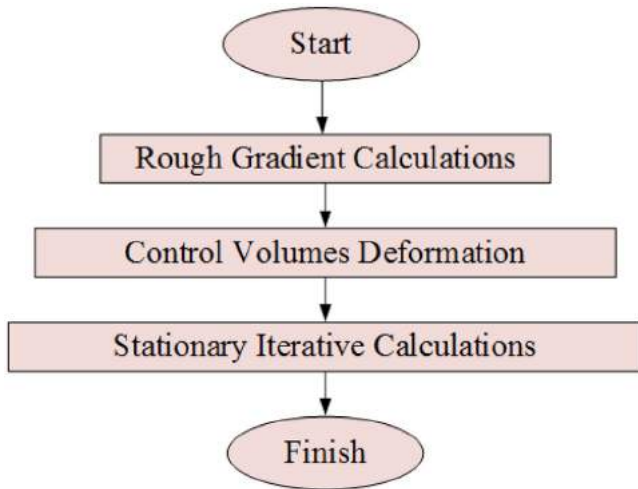 Start
Rough Gradient Calculations
Control Volumes Deformation
Stationary Iterative Calculations
Finish